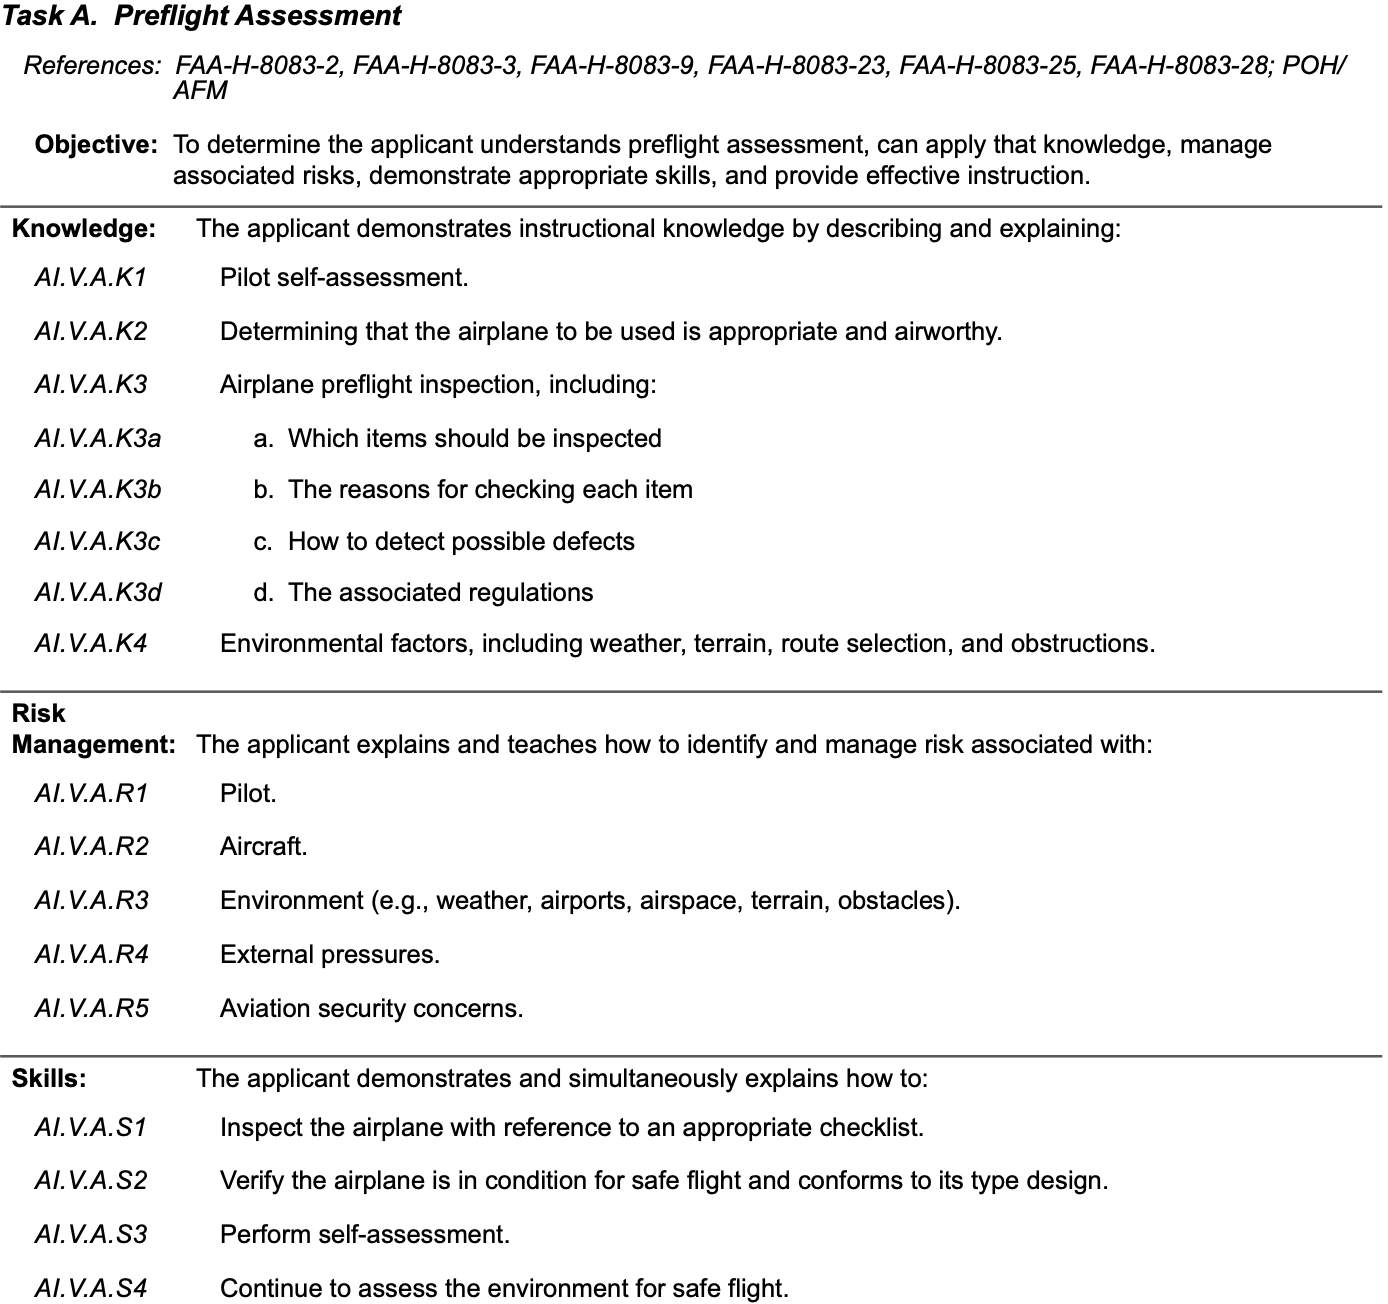 Task A. Preflight Assessment
References: FAA-H-8083-2, FAA-H-8083-3, FAA-H-8083-9, FAA-H-8083-23, FAA-H-8083-25, FAA-H-8083-28; POH/
AFM
Objective: To determine the applicant understands preflight assessment, can apply that knowledge, manage
associated risks, demonstrate appropriate skills, and provide effective instruction.
Knowledge: The applicant demonstrates instructional knowledge by describing and explaining:
AI.V.A.K1 Pilot self-assessment.
AI.V.A.K2 Determining that the airplane to be used is appropriate and airworthy.
AI.V.A.K3 Airplane preflight inspection, including:
AI.V.A.K3a a. Which items should be inspected
AI.V.A.K3b b. The reasons for checking each item
AI.V.A.K3c c. How to detect possible defects
AI.V.A.K3d d. The associated regulations
AI.V.A.K4 Environmental factors, including weather, terrain, route selection, and obstructions.
Risk
Management: The applicant explains and teaches how to identify and manage risk associated with:
AI.V.A.R1 Pilot.
AI.V.A.R2 Aircraft.
AI.V.A.R3 Environment (e.g., weather, airports, airspace, terrain, obstacles).
AI.V.A.R4 External pressures.
AI.V.A.R5 Aviation security concerns.
Skills: The applicant demonstrates and simultaneously explains how to:
AI.V.A.S1 Inspect the airplane with reference to an appropriate checklist.
AI.V.A.S2 Verify the airplane is in condition for safe flight and conforms to its type design.
AI.V.A.S3 Perform self-assessment.
AI.V.A.S4 Continue to assess the environment for safe flight.